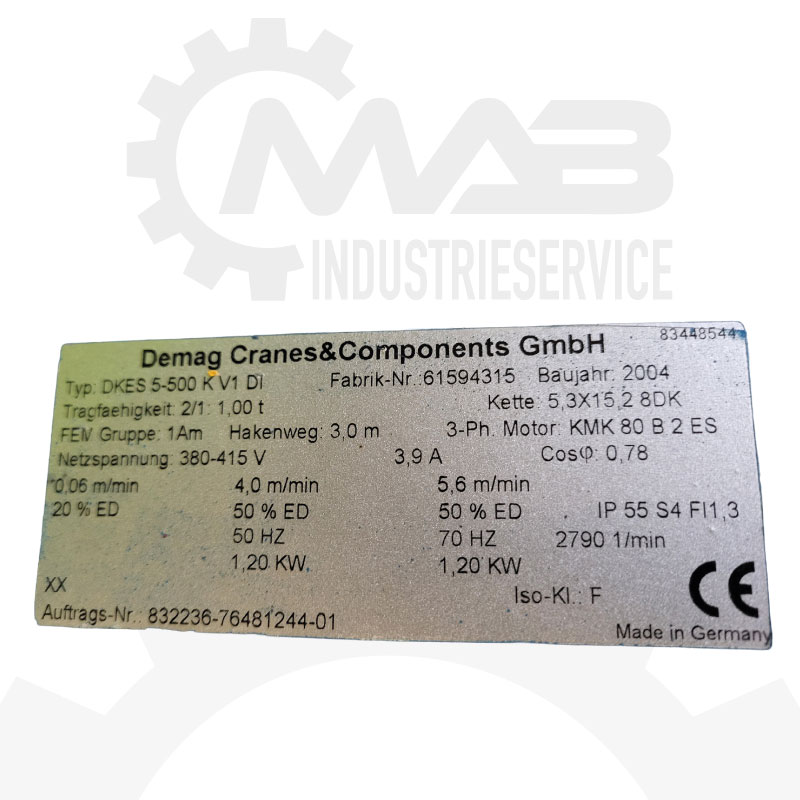 MAB
INDUSTRIESERVICE
83448544
Demag Cranes&Components GmbH
Typ: DKES 5-500 K V1 DI Fabrik-Nr.:61594315 Baujahr: 2004
Tragfaehigkeit: 2/1: 1,00 t Kette: 5,3X15,2 8DK
FEM Gruppe: 1Am Hakenweg: 3,0 m 3-Ph. Motor: KMK 80 B 2 ES
Netzspannung: 380-415 V 3,9 A Cosφ: 0,78
0,06 m/min 4,0 m/min 5,6 m/min
20 % ED 50 % ED 50 % ED IP 55 S4 FI1,3
50 HZ 70 HZ 2790 1/min
1,20 KW 1,20 KW
XX Iso-Kl.: F CE
Auftrags-Nr.: 832236-76481244-01
Made in Germany